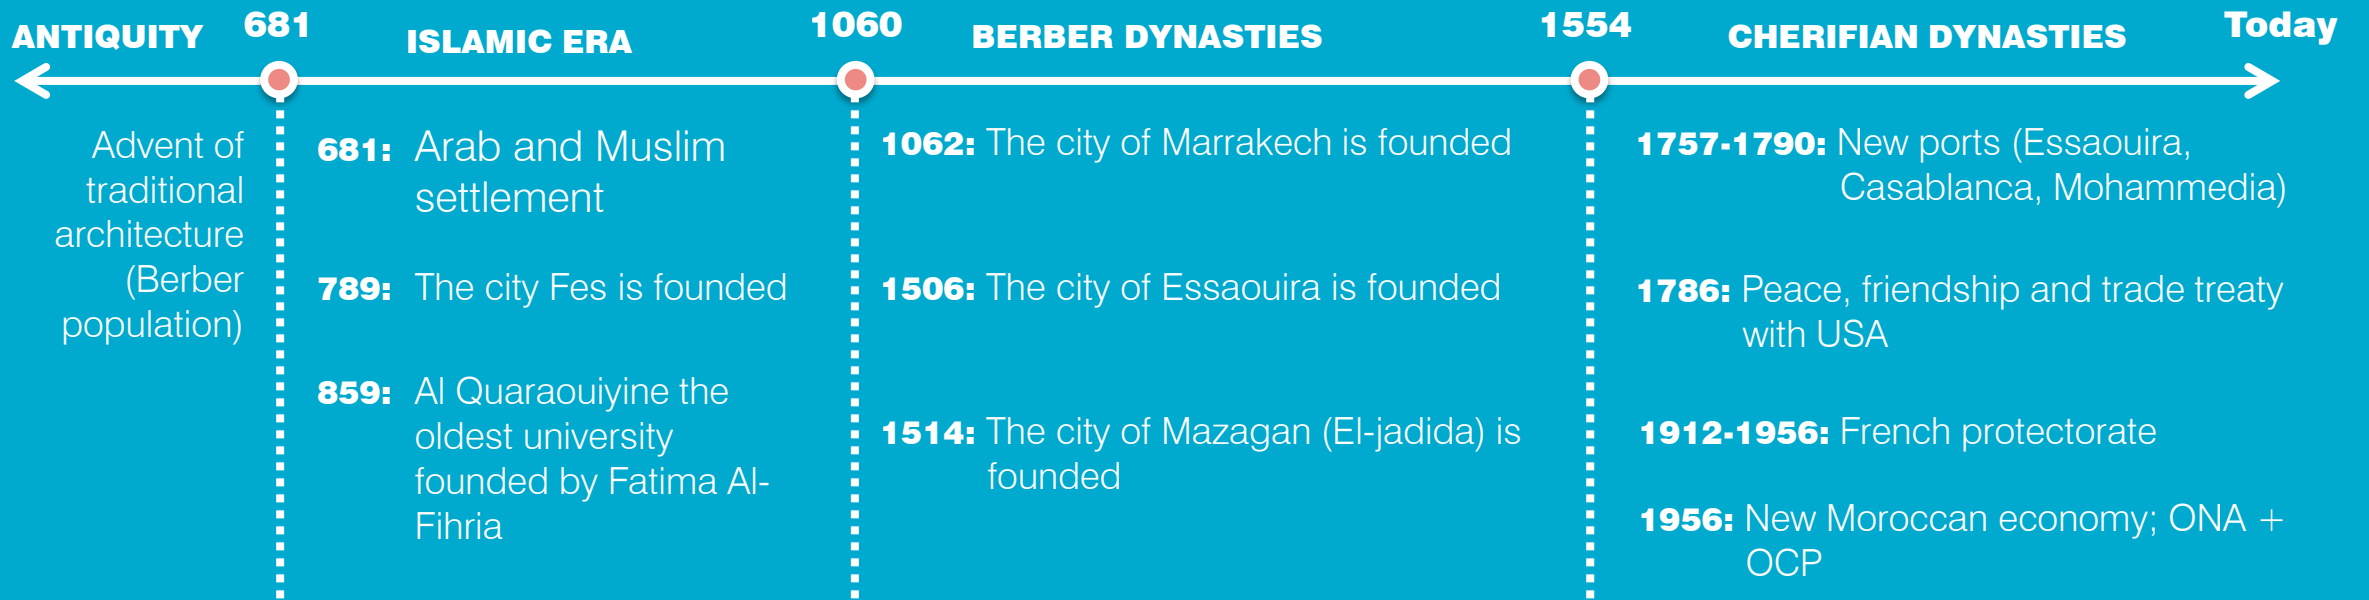 ANTIQUITY
681
ISLAMIC ERA
1060
BERBER DYNASTIES
1554
CHERIFIAN DYNASTIES
Today
Advent of
traditional
architecture
(Berber
population)
681: Arab and Muslim
settlement
789: The city Fes is founded
859: Al Quaraouiyine the
oldest university
founded by Fatima Al-
Fihria
1062: The city of Marrakech is founded
1506: The city of Essaouira is founded
1514: The city of Mazagan (El-jadida) is
founded
1757-1790: New ports (Essaouira,
Casablanca, Mohammedia)
1786: Peace, friendship and trade treaty
with USA
1912-1956: French protectorate
1956: New Moroccan economy; ONA +
OCP